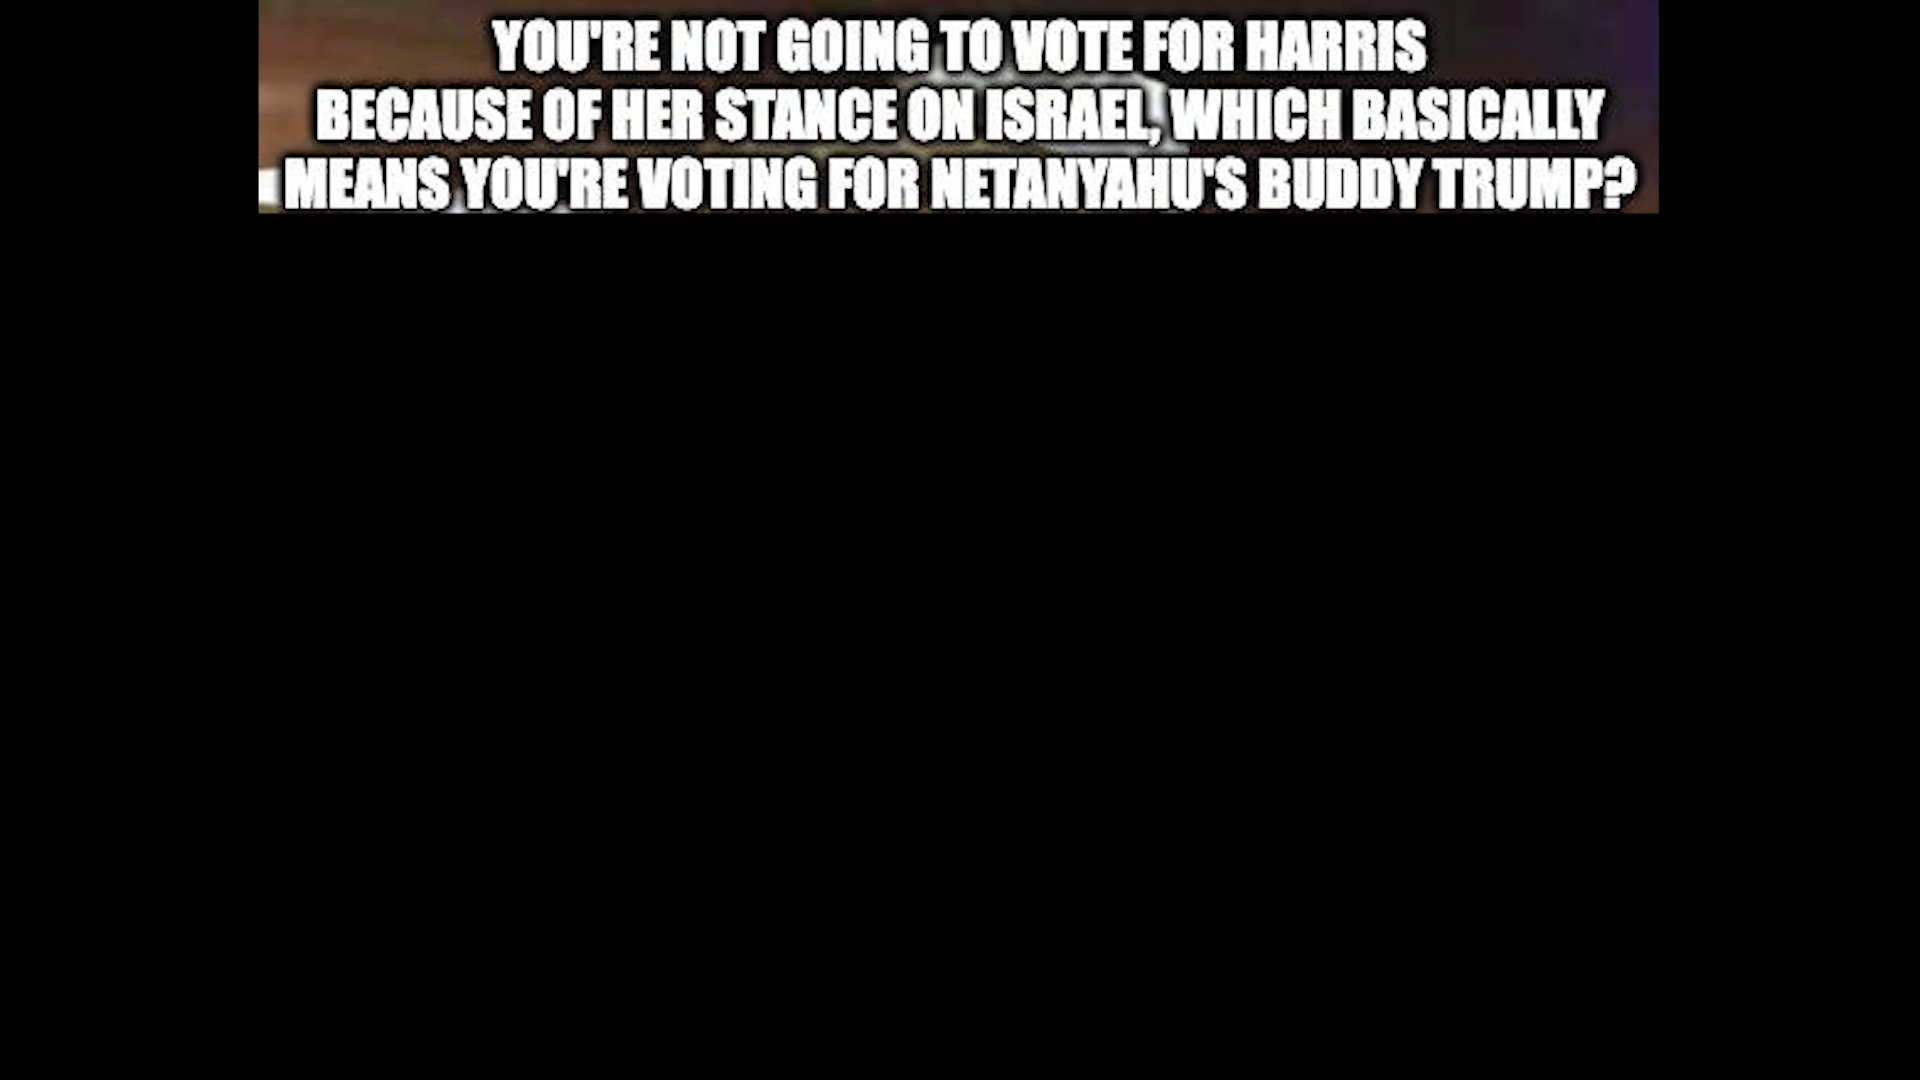 YOU'RE NOT GOING TO VOTE FOR HARRIS
BECAUSE OF HER STANCE ON ISRAEL, WHICH BASICALLY
MEANS YOU'RE VOTING FOR NETANYAHU'S BUDDY TRUMP?